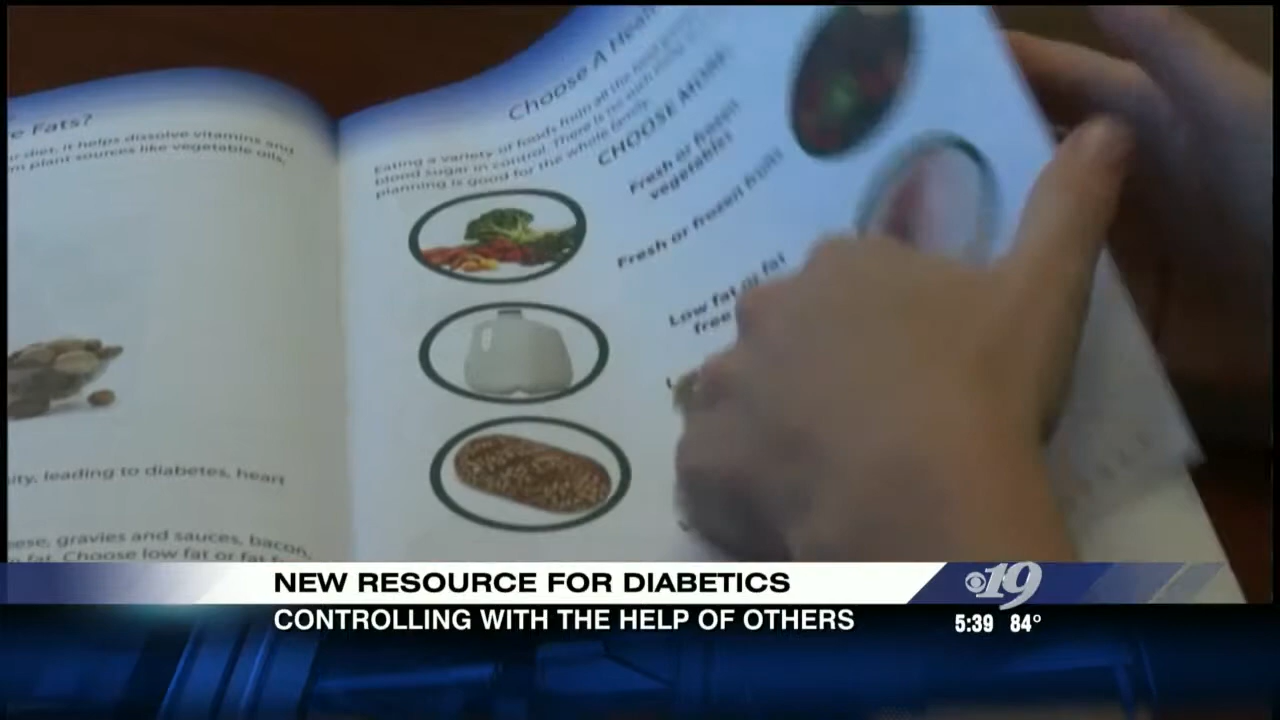 e Fats?
diet, it helps dissolve vitamins and
plant sources like vegetable oils,
ity, leading to diabetes, heart
ese, gravies and sauces, bacon,
fat. Choose low fat or fat
Choose A
Eating a variety of foods from all the
blood sugar in control. There is
planning is good for the whole family.
CHOOSE
Fresh or frozen
vegetables
Fresh or frozen fruits
Low fat or fat
free
NEW RESOURCE FOR DIABETICS
CONTROLLING WITH THE HELP OF OTHERS
19
5:39 84°